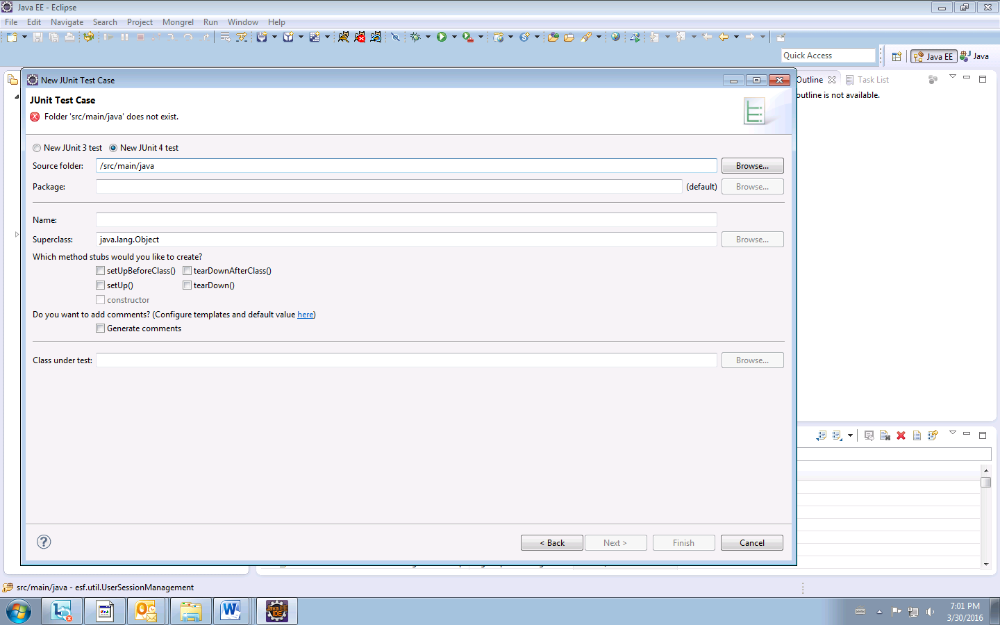 Java EE - Eclipse
File Edit Navigate Search Project Mongrel Run Window Help
Quick Access
Java EE
Java
New JUnit Test Case
Outline
Task List
outline is not available.
JUnit Test Case
Folder 'src/main/java' does not exist.
New JUnit 3 test
New JUnit 4 test
Source folder: /src/main/java Browse...
Package: (default) Browse...
Name:
Superclass: java.lang.Object Browse...
Which method stubs would you like to create?
setUpBeforeClass() tearDownAfterClass()
setUp() tearDown()
constructor
Do you want to add comments? (Configure templates and default value here)
Generate comments
Class under test: Browse...
? < Back Next > Finish Cancel
src/main/java - esf.util.UserSessionManagement
Java EE
IDE
7:01 PM
3/30/2016